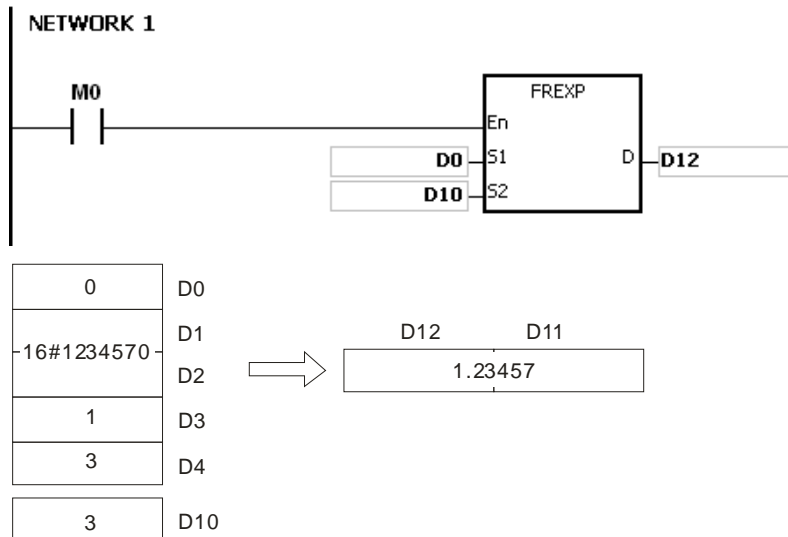 NETWORK 1
M0
FREXP
En
D0 S1 D D12
D10 S2
0 D0
D1
16#1234570
D2
1 D3
3 D4
3 D10
D12 D11
1.23457